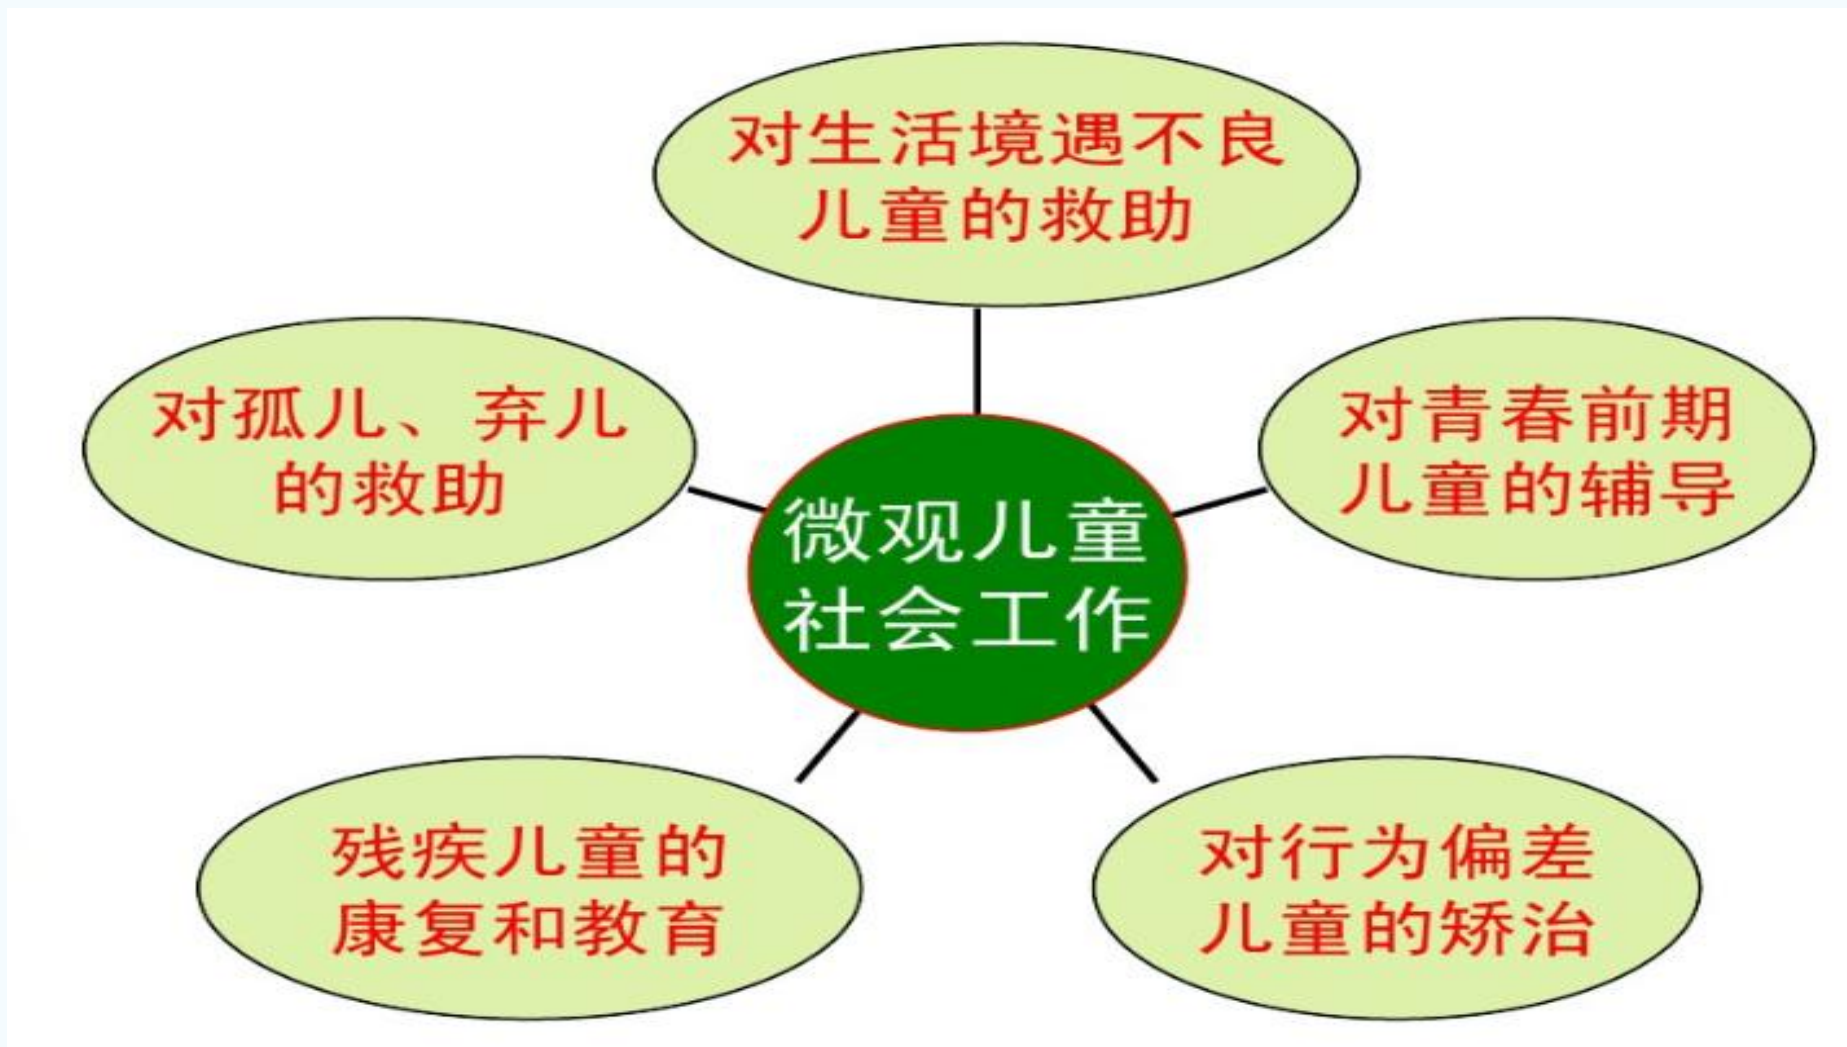 对生活境遇不良
儿童的救助
对孤儿、弃儿
的救助
对青春前期
儿童的辅导
微观儿童
社会工作
残疾儿童的
康复和教育
对行为偏差
儿童的矫治